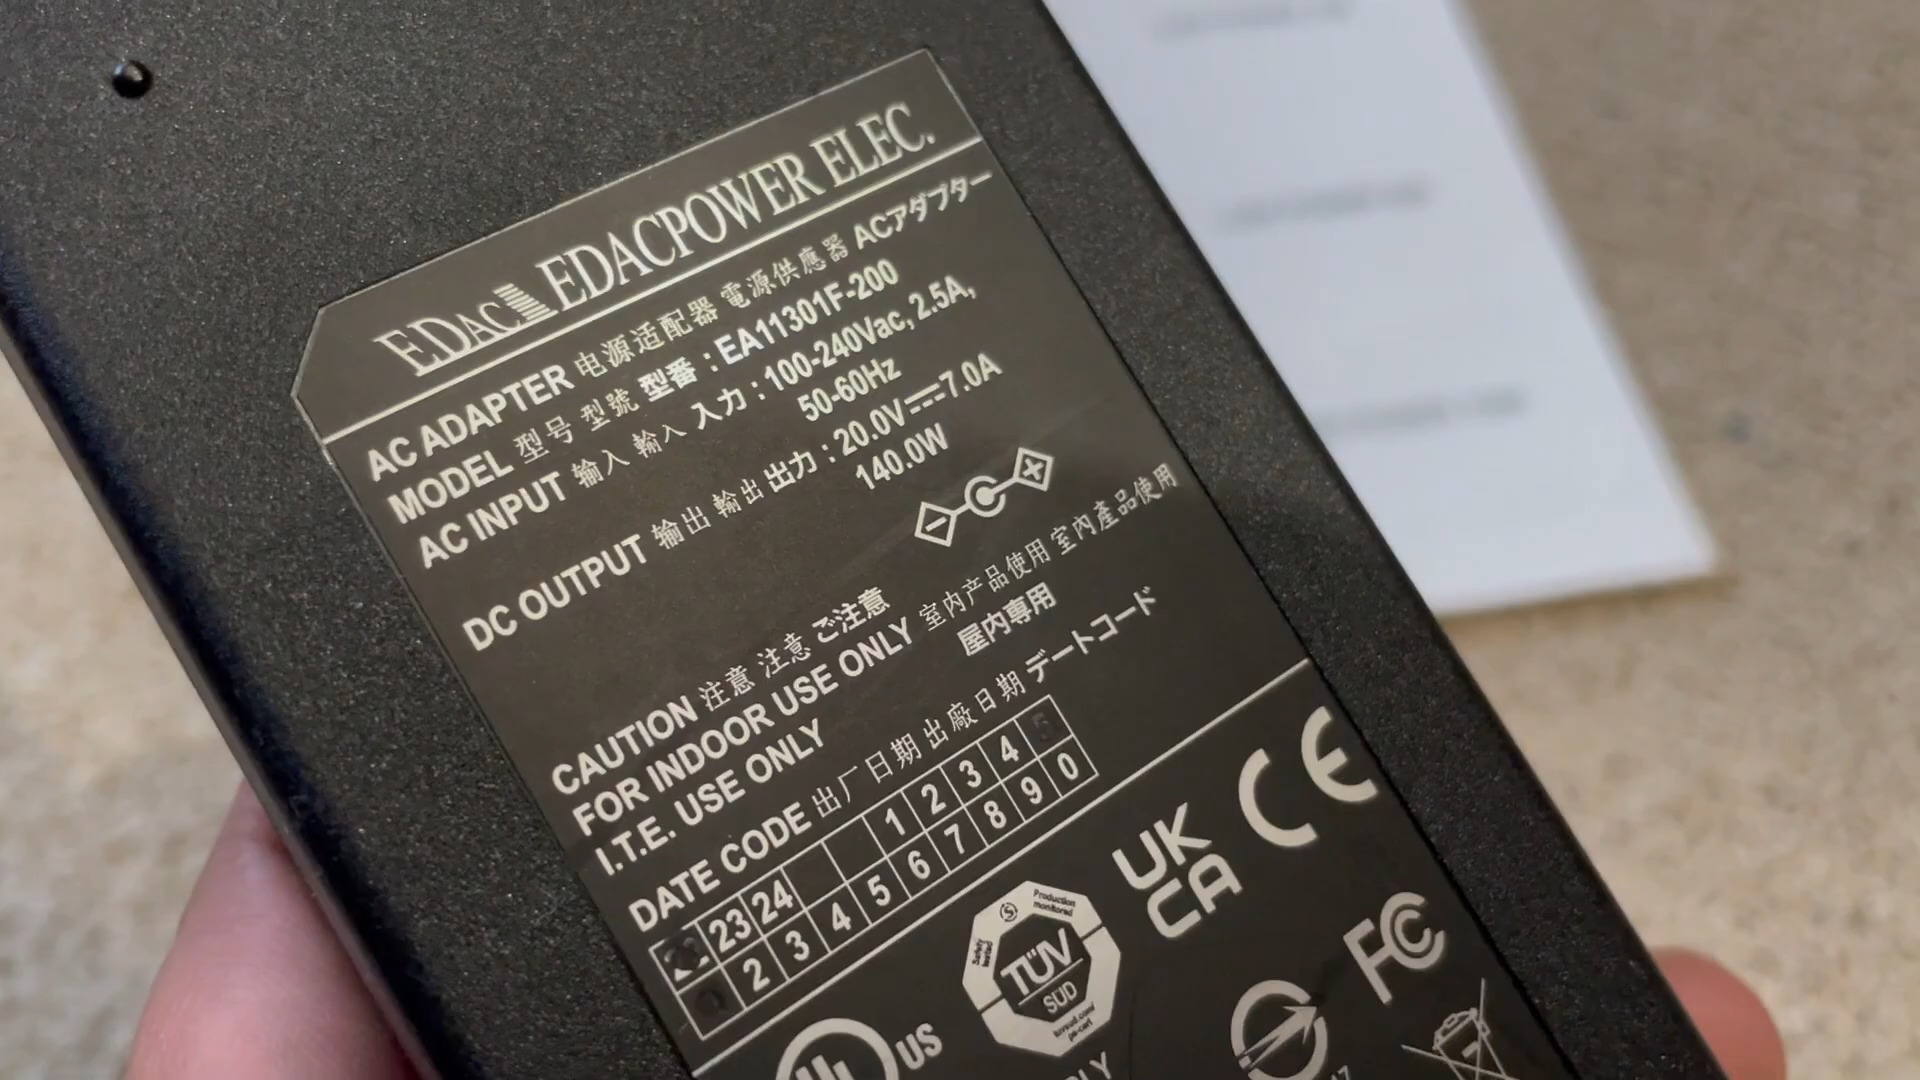 EDAC EDACPOWER ELEC.
AC ADAPTER 电源适配器 電源供應器 ACアダプター
MODEL 型号 型號 型番 : EA11301F-200
AC INPUT 输入 輸入 入力 : 100-240Vac, 2.5A,
50-60Hz
DC OUTPUT 输出 輸出 出力 : 20.0V⎓7.0A
140.0W
CAUTION 注意 注意 ご注意
FOR INDOOR USE ONLY 室内产品使用 室內產品使用
I.T.E. USE ONLY 屋内専用
DATE CODE 出厂日期 出廠日期 デートコード
23 24 1 2 3 4 5
2 3 4 5 6 7 8 9 0
UK CA CE
Production monitored
Safety tested
TÜV
SÜD
FC
UL US